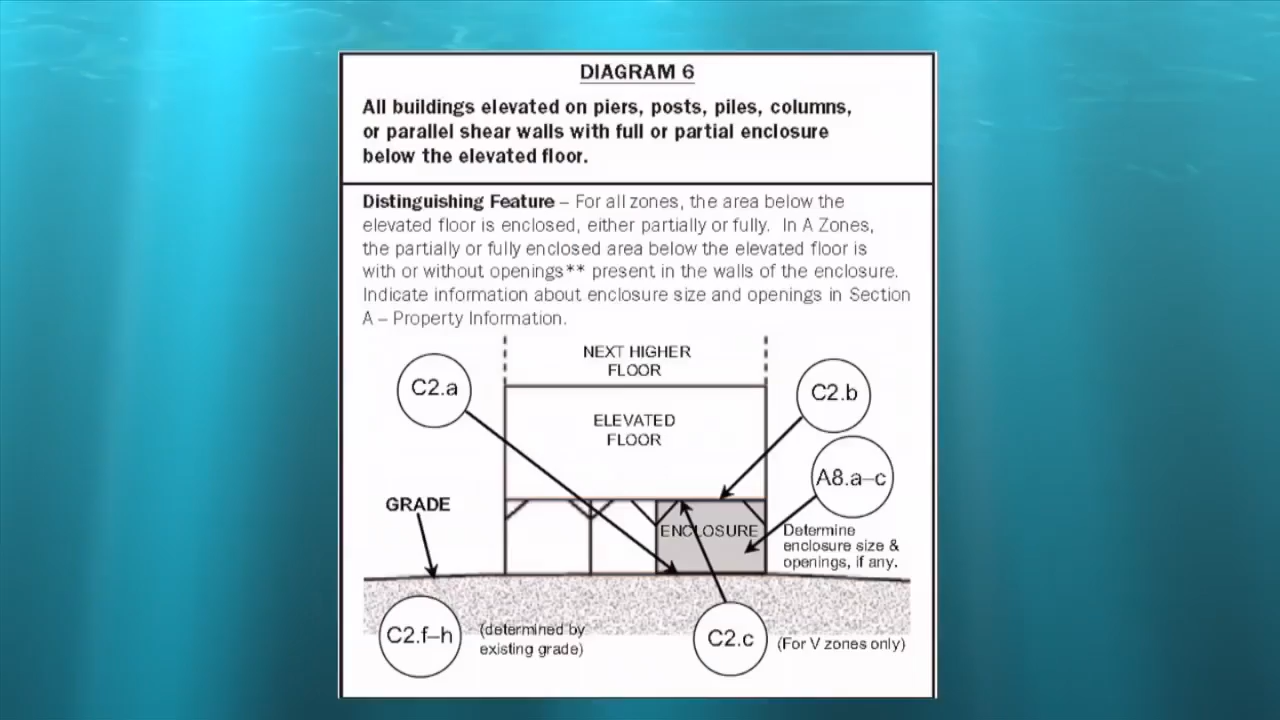 DIAGRAM 6
All buildings elevated on piers, posts, piles, columns,
or parallel shear walls with full or partial enclosure
below the elevated floor.
Distinguishing Feature – For all zones, the area below the
elevated floor is enclosed, either partially or fully. In A Zones,
the partially or fully enclosed area below the elevated floor is
with or without openings** present in the walls of the enclosure.
Indicate information about enclosure size and openings in Section
A – Property Information.
NEXT HIGHER
FLOOR
C2.a
C2.b
ELEVATED
FLOOR
A8.a–c
GRADE
ENCLOSURE
Determine
enclosure size &
openings, if any.
C2.f–h
(determined by
existing grade)
C2.c
(For V zones only)